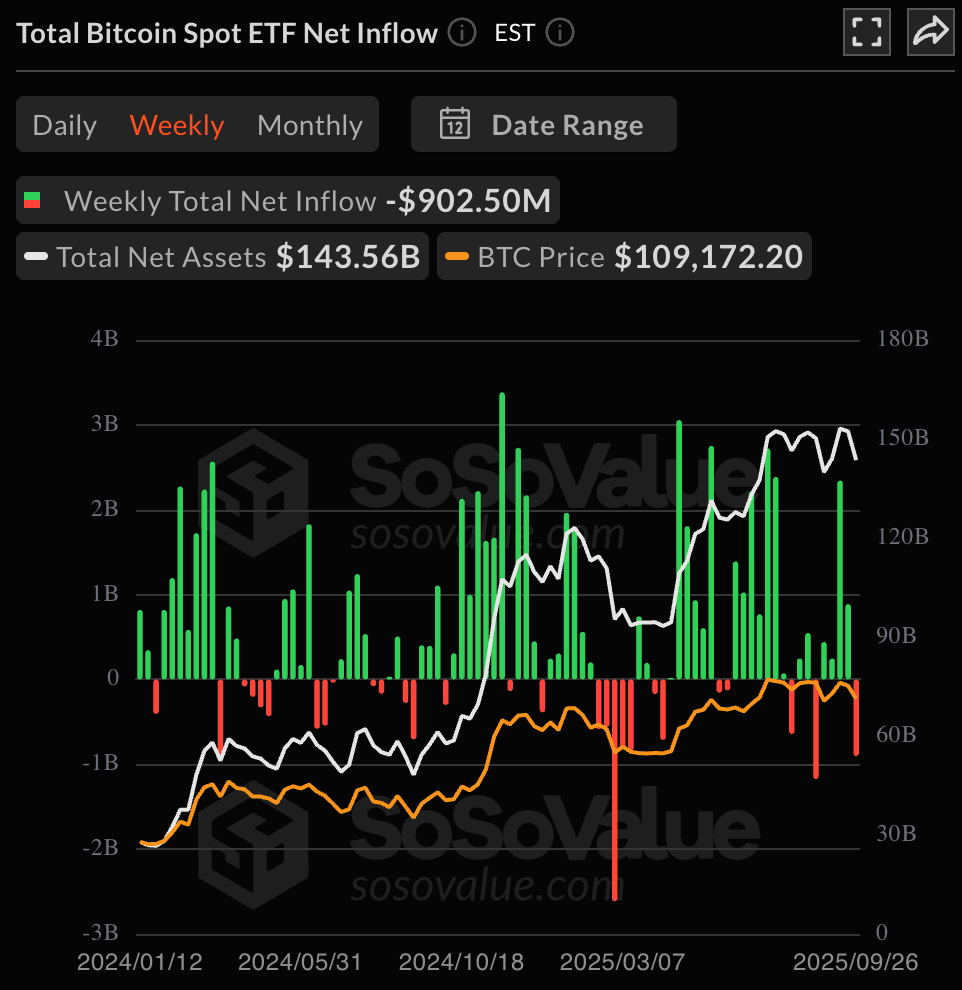 Total Bitcoin Spot ETF Net Inflow EST
Daily Weekly Monthly 12 Date Range
Weekly Total Net Inflow -$902.50M
Total Net Assets $143.56B BTC Price $109,172.20
4B 180B
3B 150B
SoSoValue
2B
sosovalue.com 120B
1B
90B
0
60B
-1B
SoSoValue 30B
-2B
sosovalue.com
-3B 0
2024/01/12 2024/05/31 2024/10/18 2025/03/07 2025/09/26